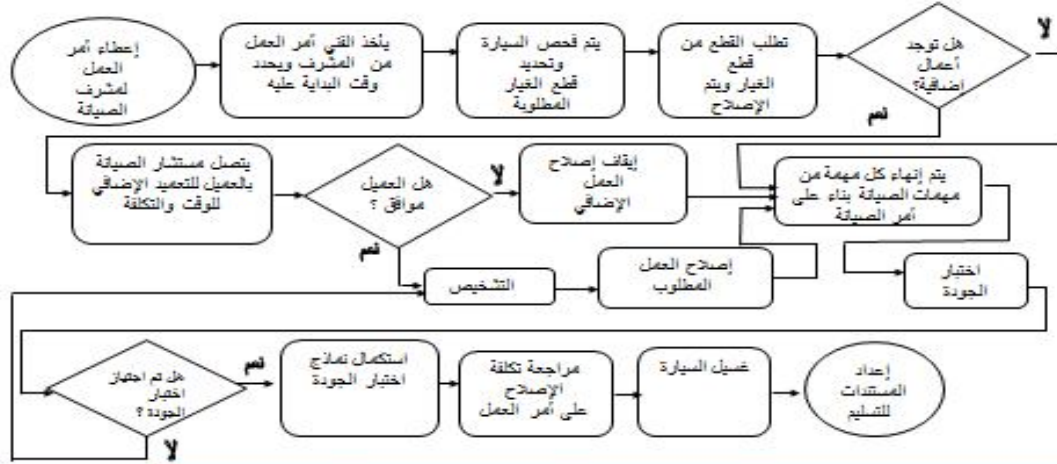 إعطاء أمر
العمل
لمشرف
الصيانة
يأخذ الفني أمر العمل
من المشرف ويحدد
وقت البداية عليه
يتم فحص السيارة
وتحديد
قطع الغيار
المطلوبة
تطلب القطع من
قطع
الغيار ويتم
الإصلاح
هل توجد
أعمال
اضافية؟
لا
نعم
يتصل مستشار الصيانة
بالعميل للتعميد الإضافي
للوقت والتكلفة
هل العميل
موافق ؟
لا
نعم
إيقاف إصلاح
العمل
الإضافي
يتم إنهاء كل مهمة من
مهمات الصيانة بناء على
أمر الصيانة
التشخيص
إصلاح العمل
المطلوب
اختبار
الجودة
هل تم اجتياز
اختبار
الجودة ؟
نعم
لا
استكمال نماذج
اختبار الجودة
مراجعة تكلفة
الإصلاح
على أمر العمل
غسيل السيارة
إعداد
المستندات
للتسليم